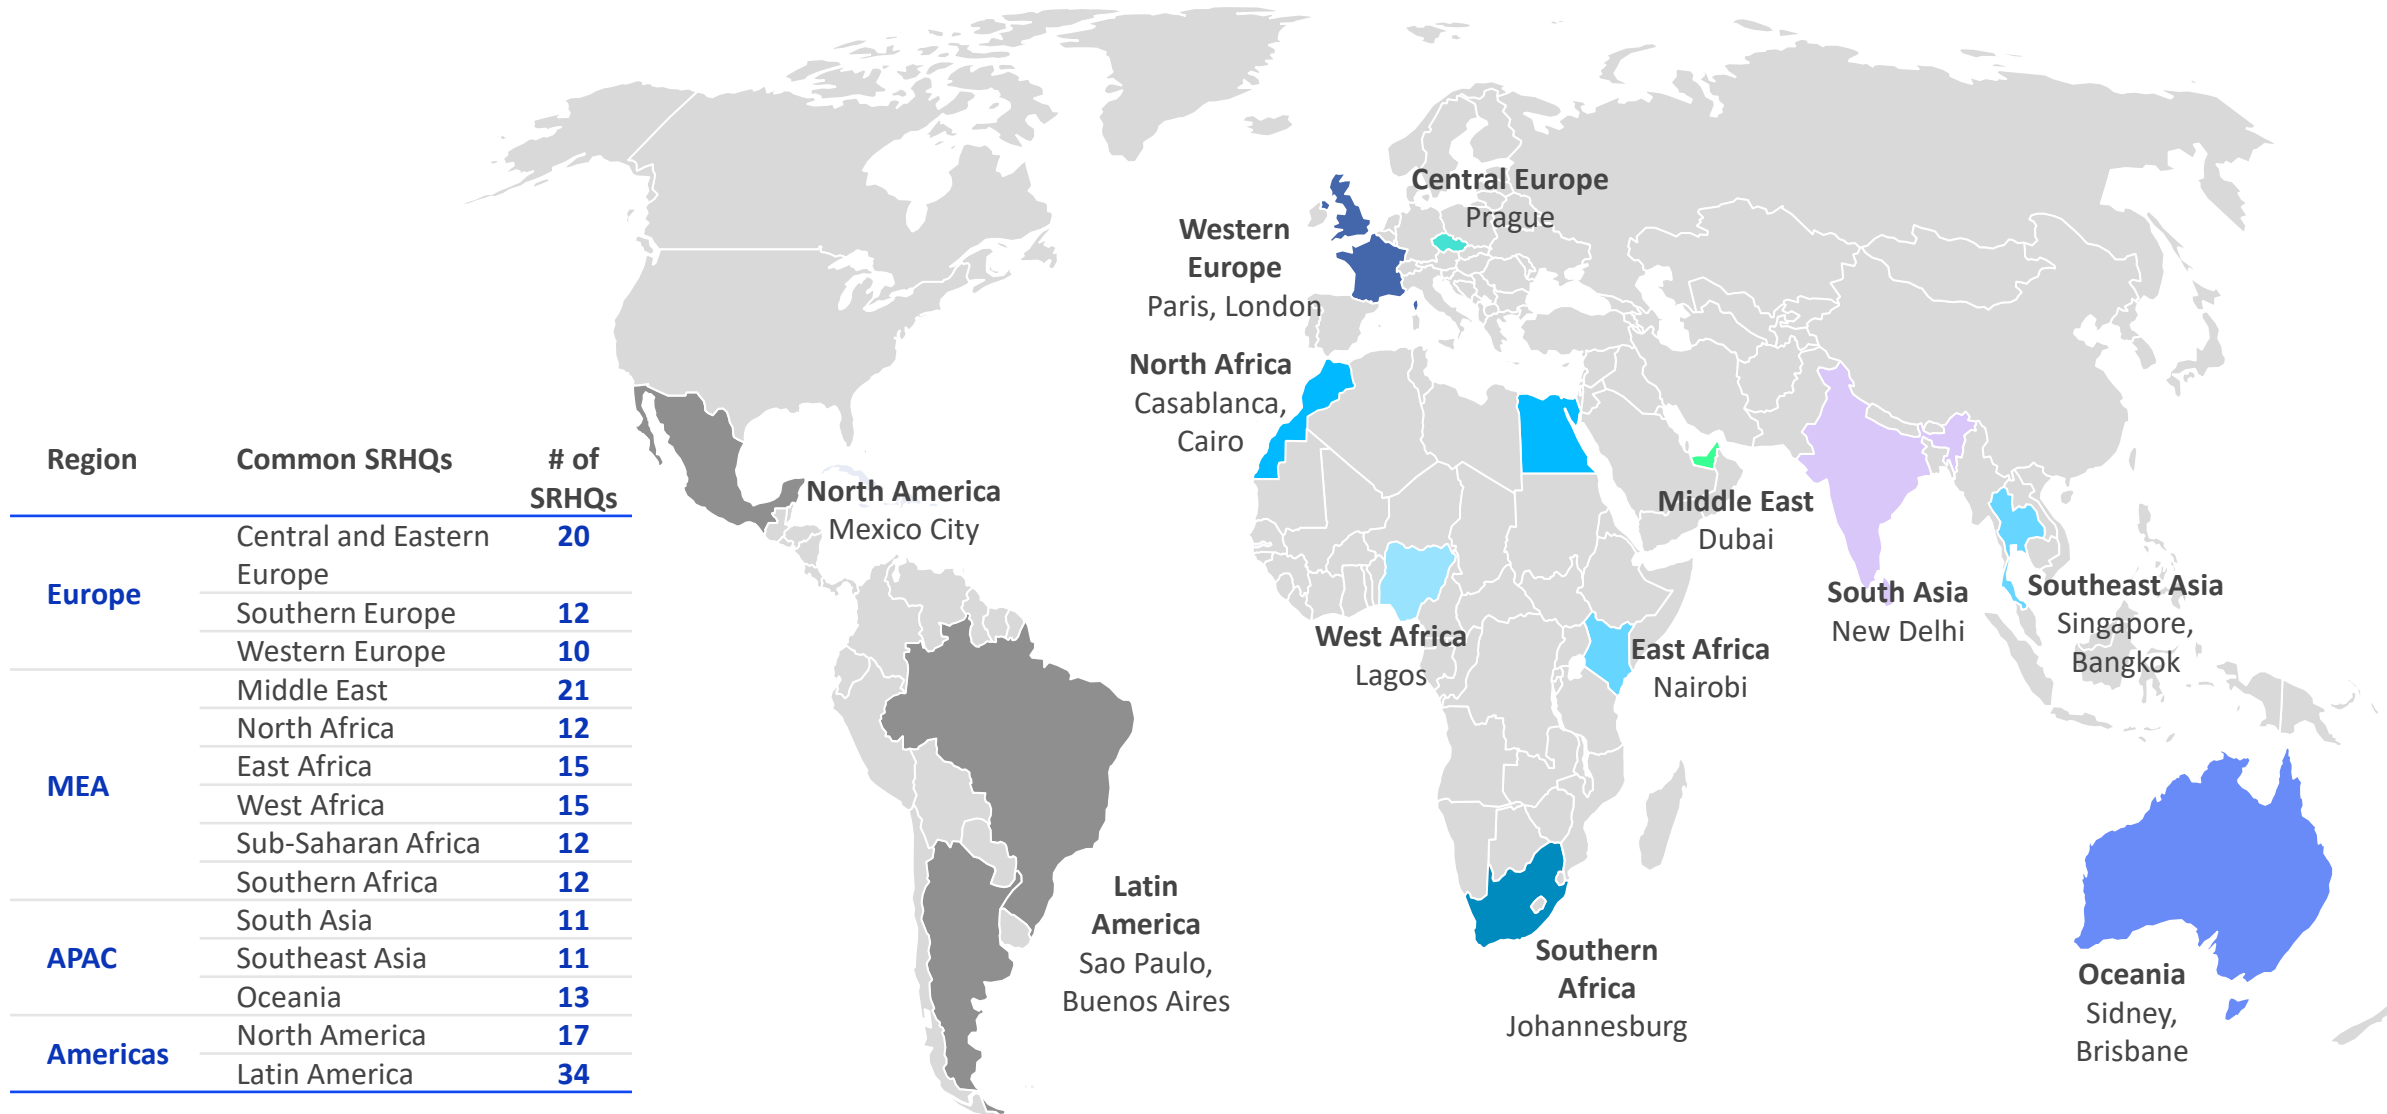 Region Common SRHQs # of
SRHQs
Europe
Central and Eastern 20
Europe
Southern Europe 12
Western Europe 10
MEA
Middle East 21
North Africa 12
East Africa 15
West Africa 15
Sub-Saharan Africa 12
Southern Africa 12
APAC
South Asia 11
Southeast Asia 11
Oceania 13
Americas
North America 17
Latin America 34
North America
Mexico City
Latin
America
Sao Paulo,
Buenos Aires
Western
Europe
Paris, London
Central Europe
Prague
North Africa
Casablanca,
Cairo
West Africa
Lagos
East Africa
Nairobi
Southern
Africa
Johannesburg
Middle East
Dubai
South Asia
New Delhi
Southeast Asia
Singapore,
Bangkok
Oceania
Sidney,
Brisbane